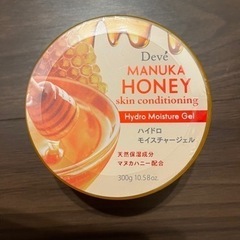 Devé
MANUKA
HONEY
skin conditioning
Hydro Moisture Gel
ハイドロ
モイスチャージェル
天然保湿成分
マヌカハニー配合
300g 10.58oz.